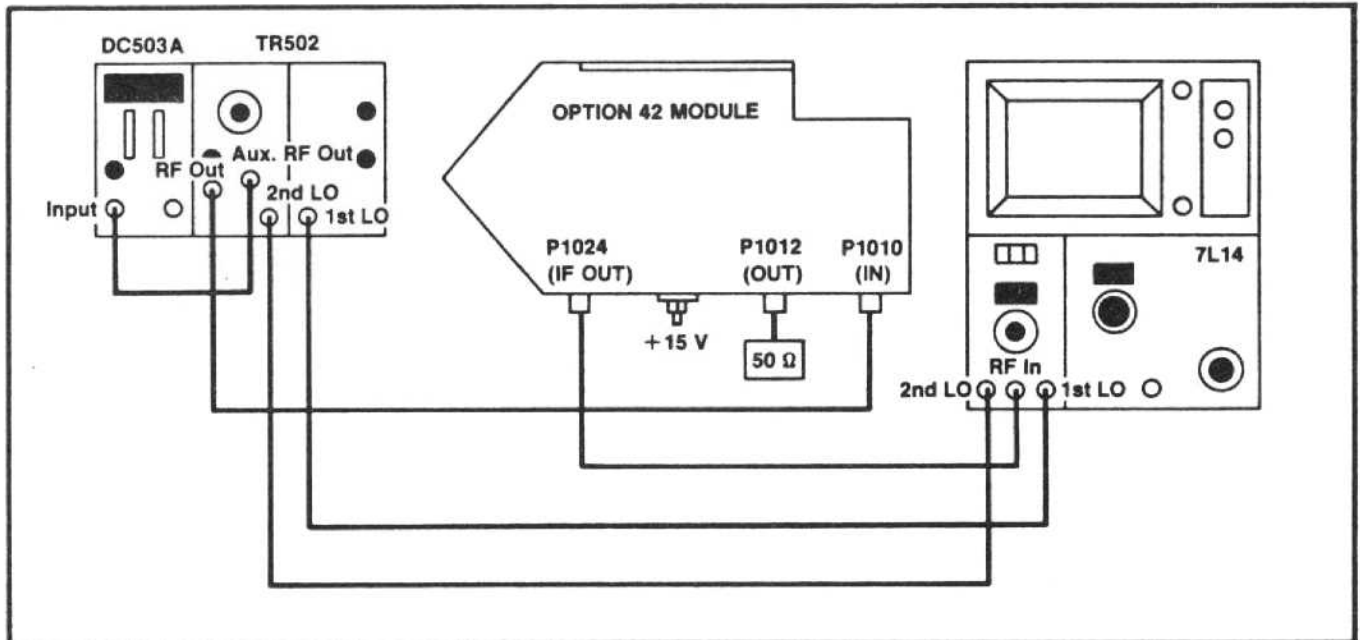 DC503A
TR502
OPTION 42 MODULE
RF Out
Aux. RF Out
2nd LO
Input
1st LO
P1024
(IF OUT)
P1012
(OUT)
P1010
(IN)
+15 V
50 Ω
7L14
RF In
2nd LO
1st LO